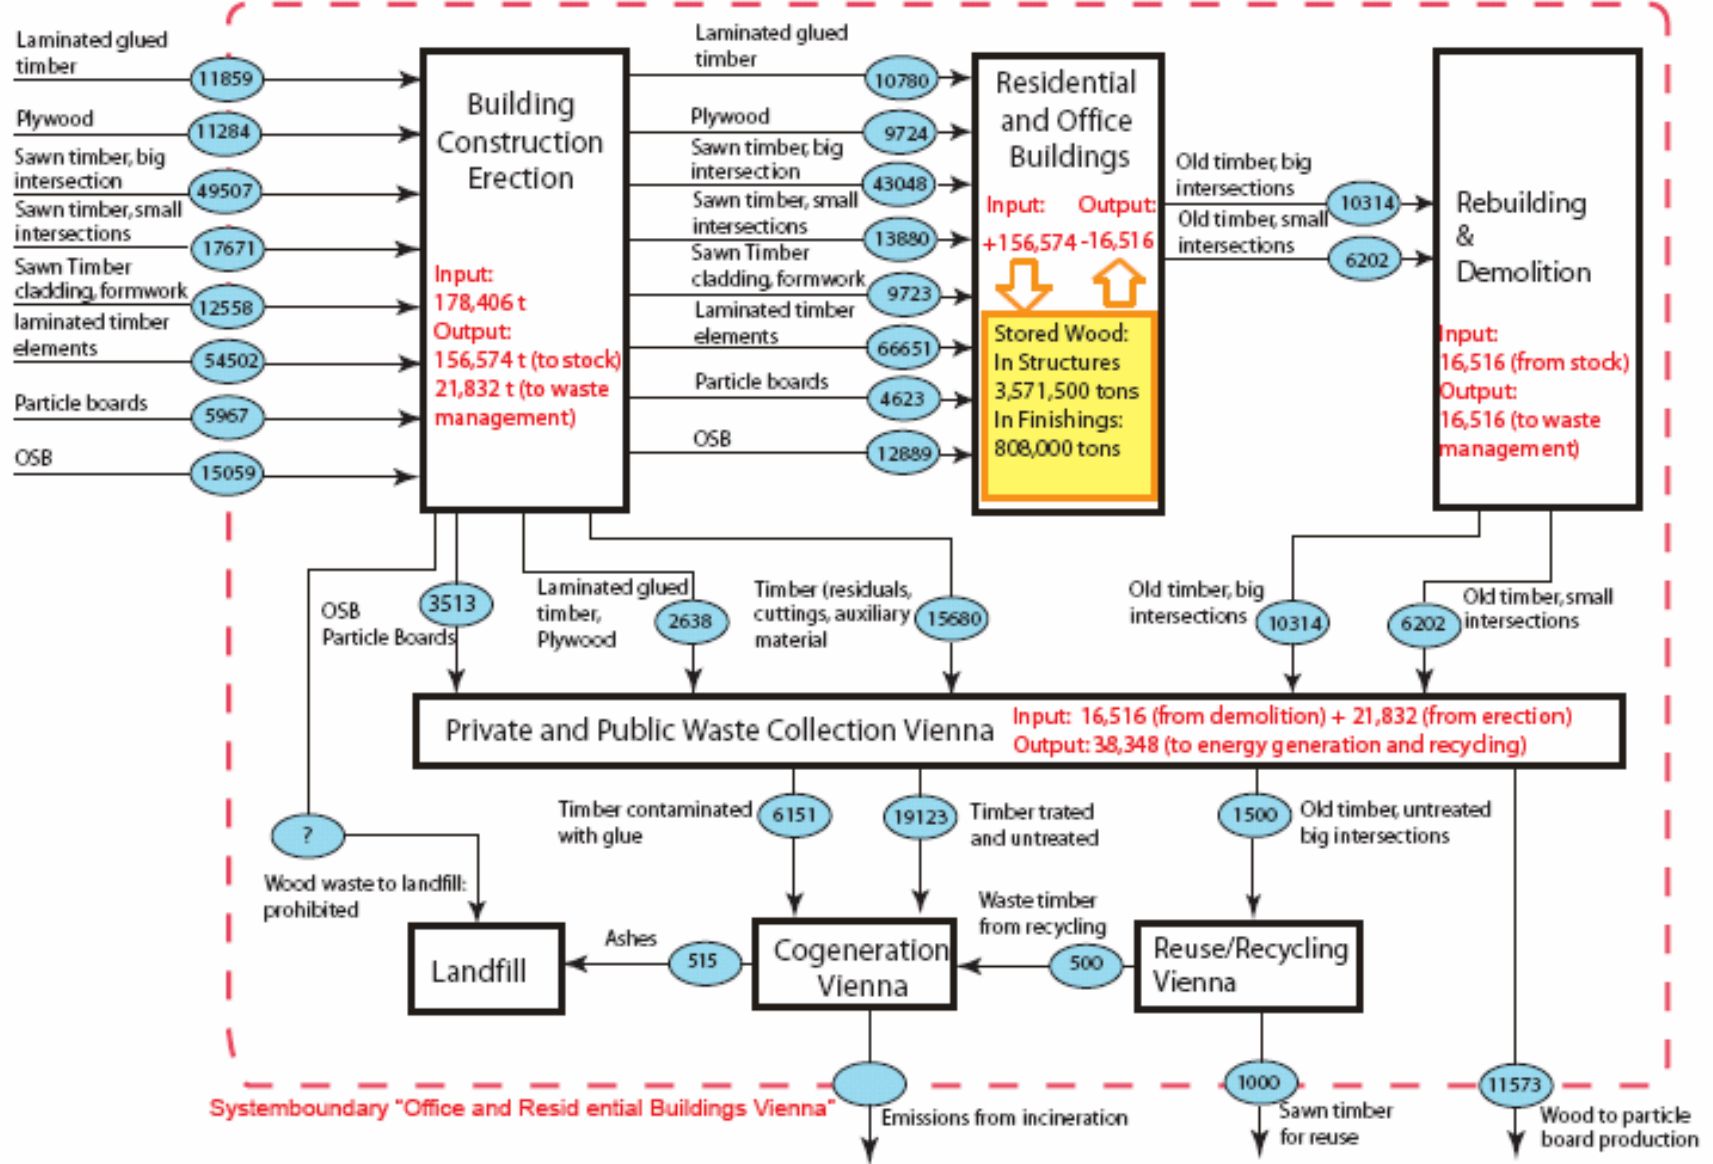 Laminated glued
timber
11859
Plywood
11284
Sawn timber, big
intersection
49507
Sawn timber, small
intersections
17671
Sawn Timber
cladding, formwork
12558
laminated timber
elements
54502
Particle boards
5967
OSB
15059
Building
Construction
Erection
Input:
178,406 t
Output:
156,574 t (to stock)
21,832 t (to waste
management)
Laminated glued
timber
10780
Plywood
9724
Sawn timber, big
intersection
43048
Sawn timber, small
intersections
13880
Sawn Timber
cladding, formwork
9723
Laminated timber
elements
66651
Particle boards
4623
OSB
12889
Residential
and Office
Buildings
Input: Output:
+156,574 -16,516
Stored Wood:
In Structures
3,571,500 tons
In Finishings:
808,000 tons
Old timber, big
intersections
10314
Old timber, small
intersections
6202
Rebuilding
&
Demolition
Input:
16,516 (from stock)
Output:
16,516 (to waste
management)
OSB
Particle Boards
3513
Laminated glued
timber,
Plywood
2638
Timber (residuals,
cuttings, auxiliary
material
15680
Old timber, big
intersections
10314
6202
Old timber, small
intersections
Private and Public Waste Collection Vienna
Input: 16,516 (from demolition) + 21,832 (from erection)
Output: 38,348 (to energy generation and recycling)
?
Wood waste to landfill:
prohibited
Timber contaminated
with glue
6151
19123
Timber trated
and untreated
1500
Old timber, untreated
big intersections
Landfill
Ashes
515
Cogeneration
Vienna
Waste timber
from recycling
500
Reuse/Recycling
Vienna
Systemboundary "Office and Resid ential Buildings Vienna"
Emissions from incineration
1000
Sawn timber
for reuse
11573
Wood to particle
board production